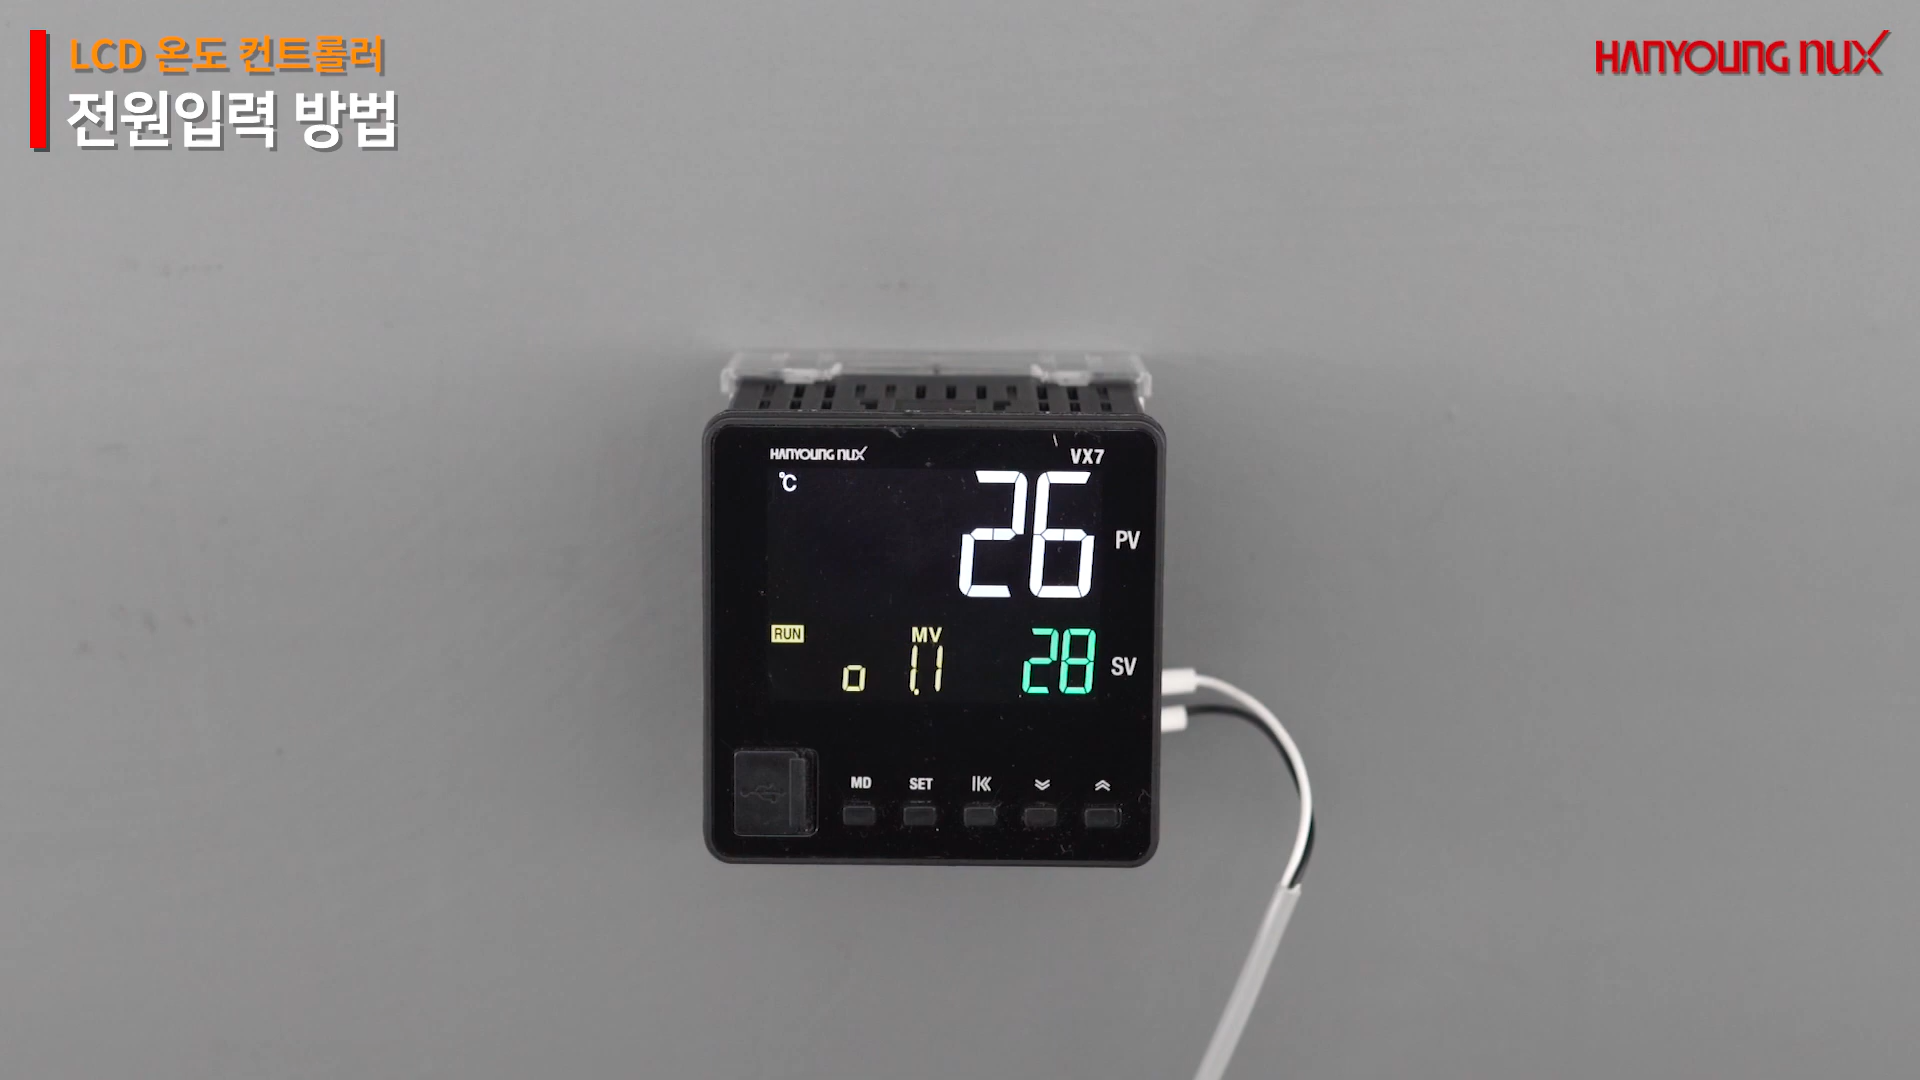 LCD 온도 컨트롤러
전원입력 방법
HANYOUNG NUX
HANYOUNG NUX
VX7
℃
26
PV
RUN
MV
o 1.1
28
SV
MD SET